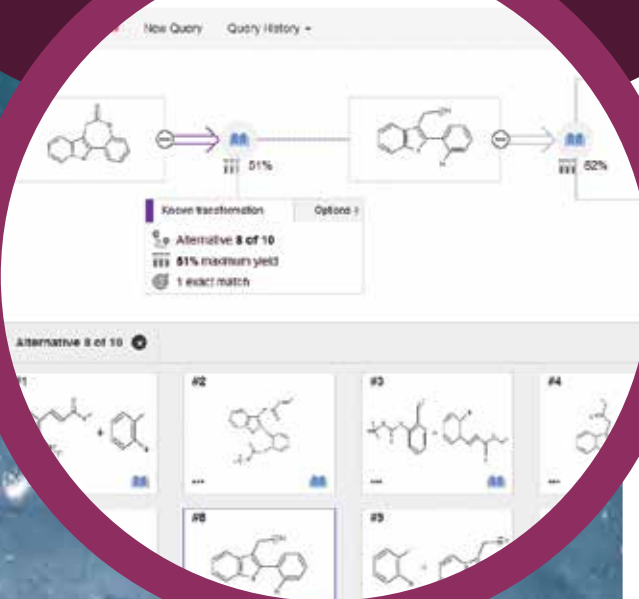 New Query Query History
51%
62%
Known transformation Options
Alternative 8 of 10
51% maximum yield
1 exact match
Alternative 8 of 10
#1 #2 #3 #4
...
...
#8 #9